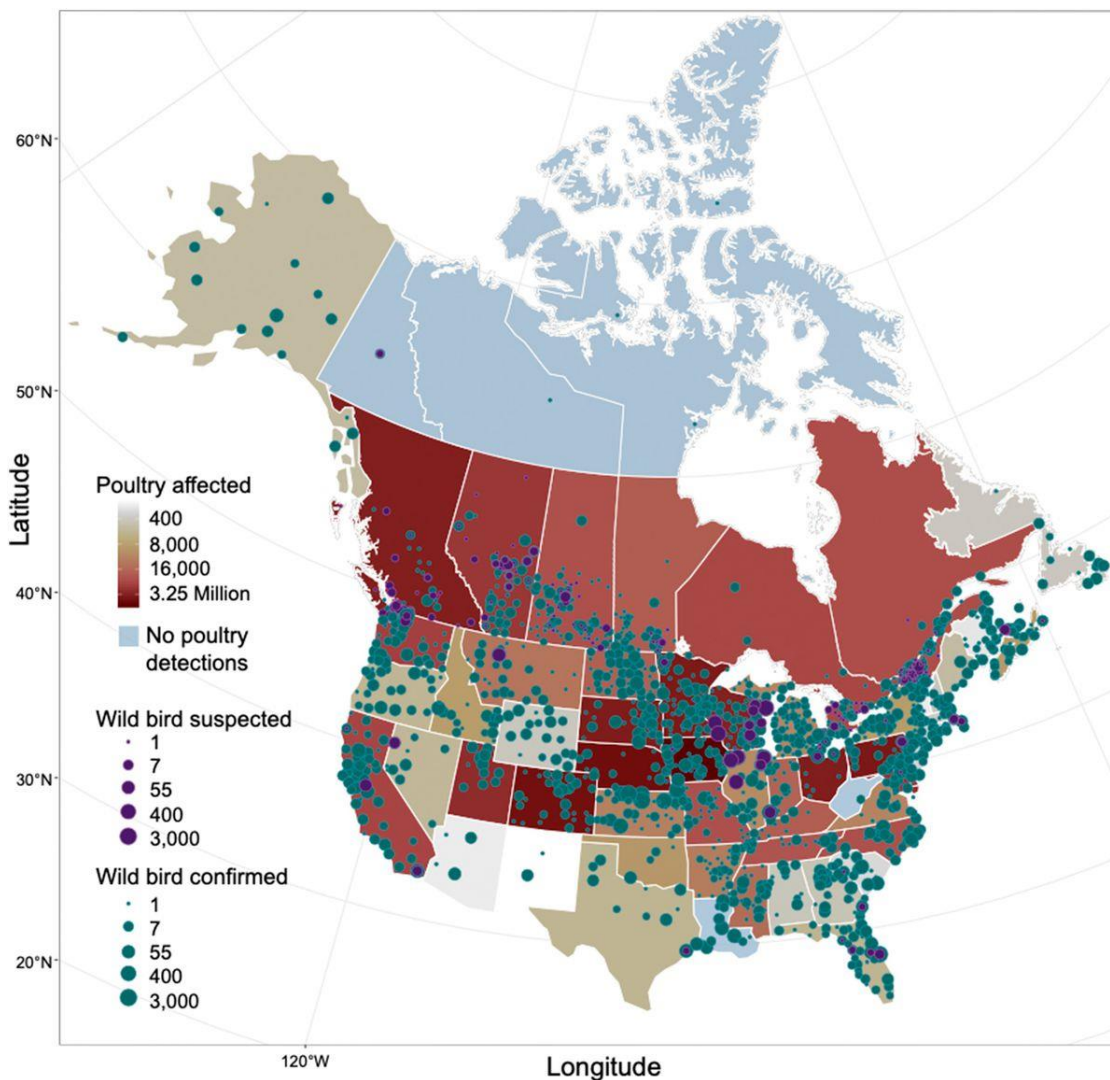 60°N
50°N
40°N
30°N
20°N
Latitude
Poultry affected
400
8,000
16,000
3.25 Million
No poultry
detections
Wild bird suspected
1
7
55
400
3,000
Wild bird confirmed
1
7
55
400
3,000
120°W
Longitude